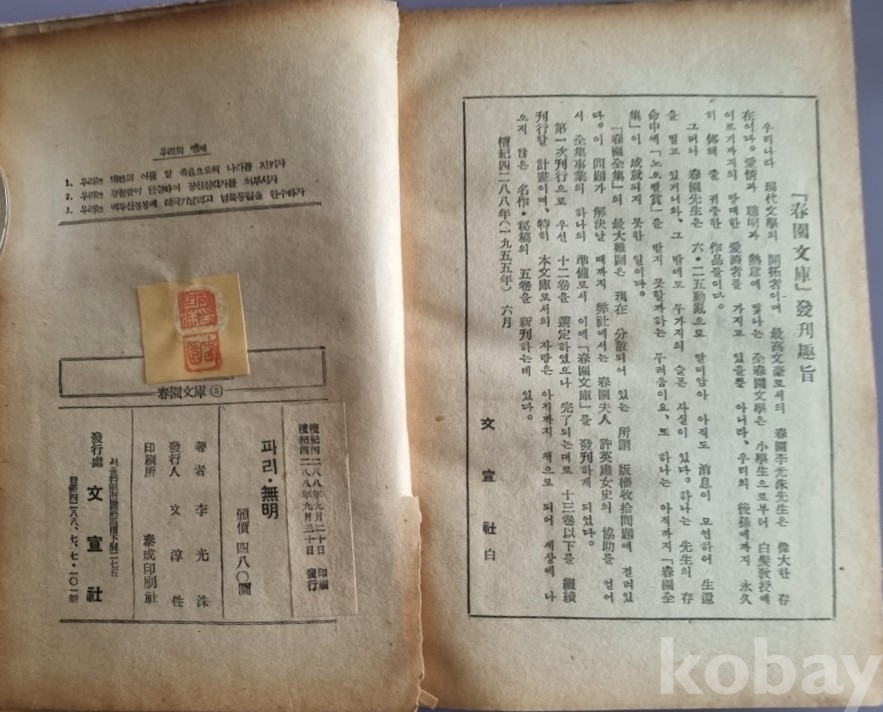 『春園文庫』發刊趣旨
우리나라 現代文學의 開拓者이며 最高文豪로서의 春園李光洙先生은 偉大한 存
在이다。愛情과 聰明과 熱意에 빛나는 全春園文學은 小學生으로부터 白髮敎授에
이르기까지의 방대한 愛讀者를 가지고 있을뿐 아니라、우리의 後孫에까지 永久
히 傳해 줄 귀중한 作品들이다。
그러나 春園先生은 六·二五動亂으로 말미암아 아직도 消息이 묘연하여 生還
을 빌고 있거니와、그 밖에도 두가지의 슬픈 사실이 있다。하나는 先生의 存
命中에「노오벨賞」을 받지 못할까하는 두려움이요、또 하나는 아직까지「春園全
集」이 成就되지 못한 일이다。
「春園全集」의 最大難關은 現在 分散되어 있는 所謂 版權收拾問題에 걸려있
다。이 問題가 解決날 때까지 弊社에서는 春園夫人 許英肅女史의 協助를 얻어
서 全集事業의 하나의 準備로서 이에「春園文庫」를 發刊하게 되었다。
第一次刊行으로 우선 十二卷을 選定하였으나 完了되는대로 十三卷以下를 繼續
刊行할 計畫이며、特히 本文庫로서의 자랑은 아직까지 책으로 되어 세상에 나
오지 않은 名作·秘稿의 五卷을 新刊하는데 있다。
檀紀四二八八年(一九五五年) 六月
文宣社 白
우리의 맹세
1. 우리는 대한의 아들 딸 죽음으로써 나라를 지키자
2. 우리는 강철같이 단결하여 공산침략자를 쳐부시자
3. 우리는 백두산영봉에 태극기날리고 남북통일을 완수하자
春園文庫
檀紀四二八八年九月二十日 印刷
檀紀四二八八年九月三十日 發行
파리·無明
頒價 四八○圜
著者 李光洙
發行人 文淳性
印刷所 泰成印刷社
發行處 文宣社